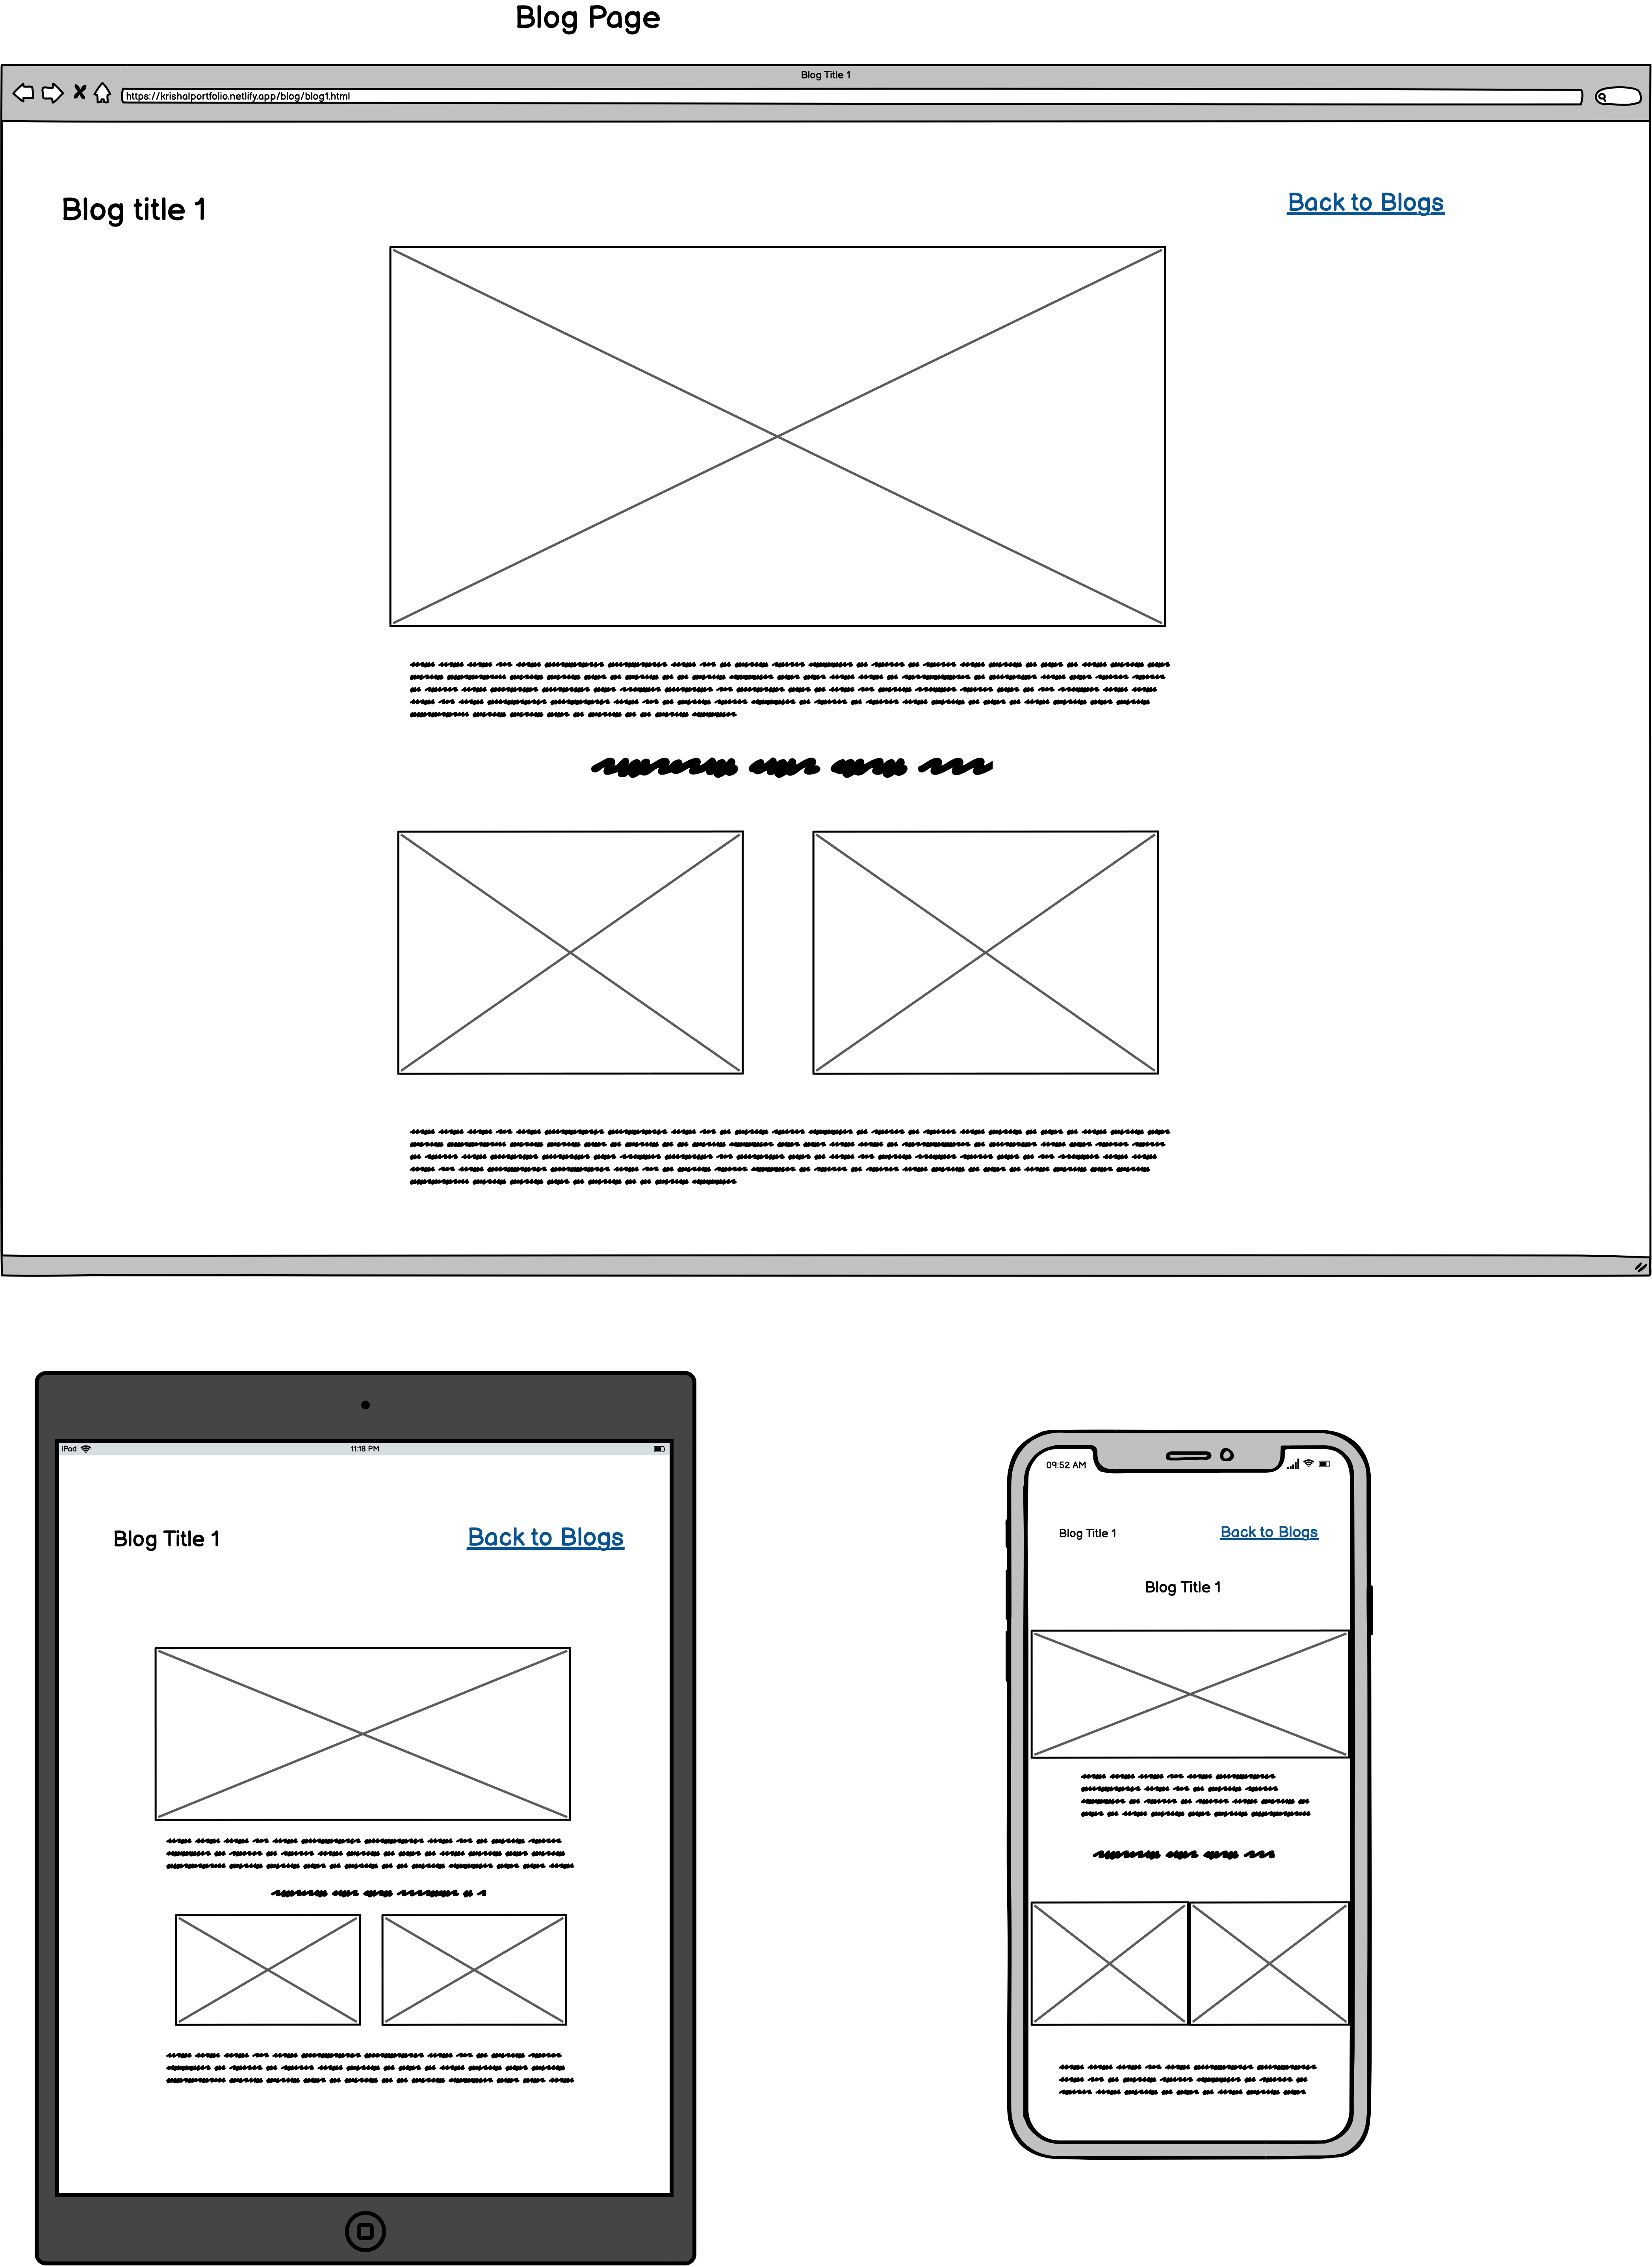 Blog Page
Blog Title 1
https://krishalportfolio.netlify.app/blog/blog1.html
Blog title 1
Back to Blogs
iPad
11:18 PM
Blog Title 1
Back to Blogs
09:52 AM
Blog Title 1
Back to Blogs
Blog Title 1